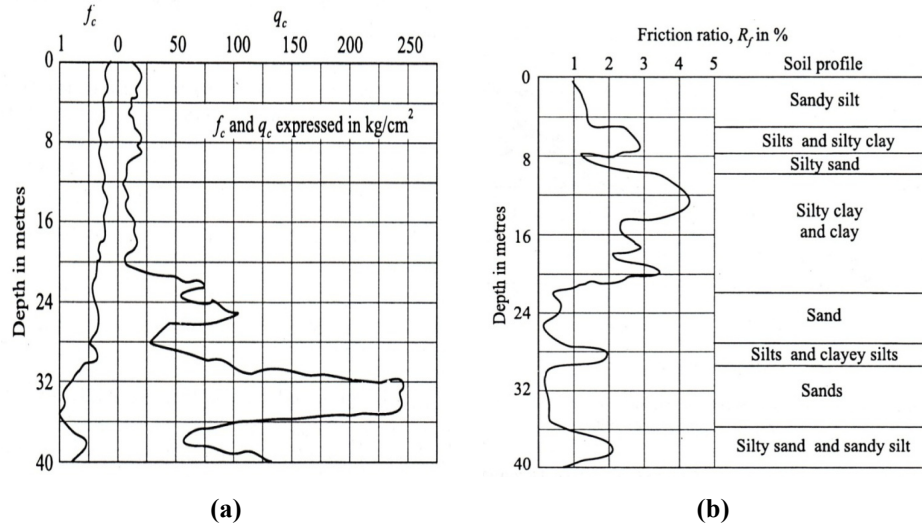 f_c q_c
1 0 50 100 150 200 250
0
8
16
24
32
40
Depth in metres
f_c and q_c expressed in kg/cm²
(a)
Friction ratio, R_f in %
1 2 3 4 5 Soil profile
0
8
16
24
32
40
Depth in metres
Sandy silt
Silts and silty clay
Silty sand
Silty clay
and clay
Sand
Silts and clayey silts
Sands
Silty sand and sandy silt
(b)